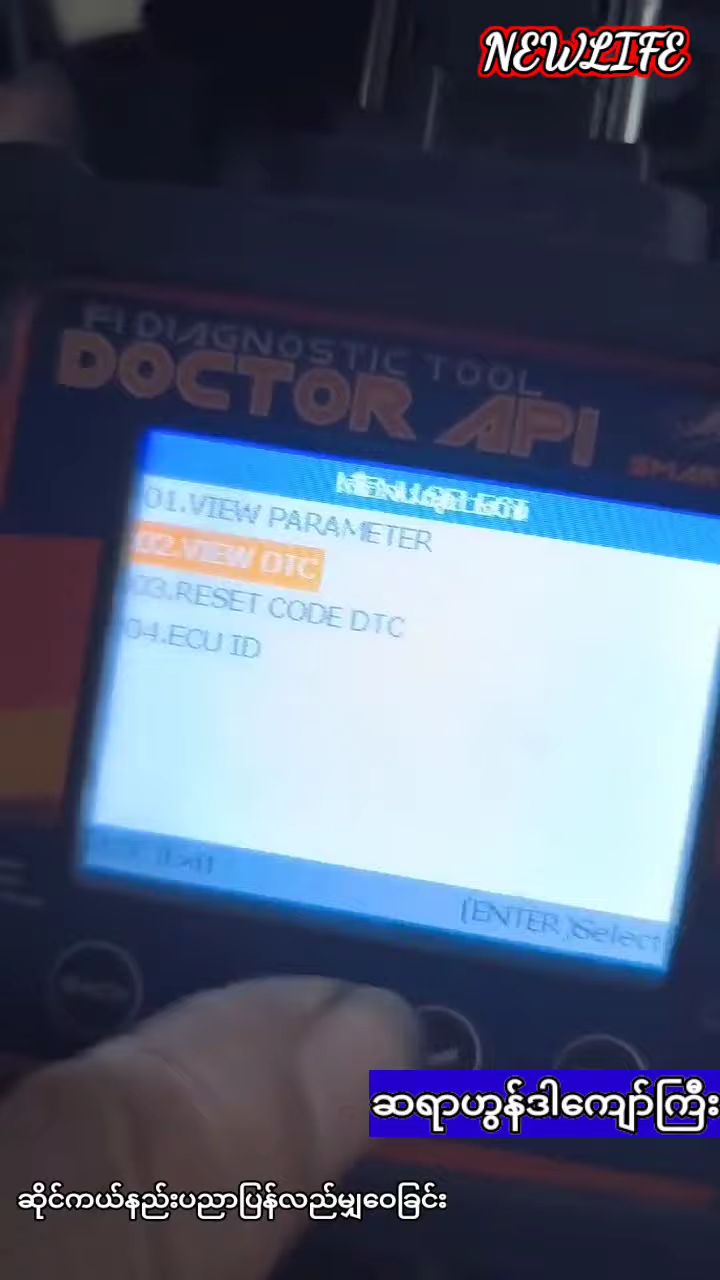 NEWLIFE
FI DIAGNOSTIC TOOL
DOCTOR API
SMAR
MENU
01.VIEW PARAMETER
02.VIEW DTC
03.RESET CODE DTC
04.ECU ID
[ENTER]Select
ဆရာဟွန်ဒါကျော်ကြီး
ဆိုင်ကယ်နည်းပညာပြန်လည်မျှဝေခြင်း